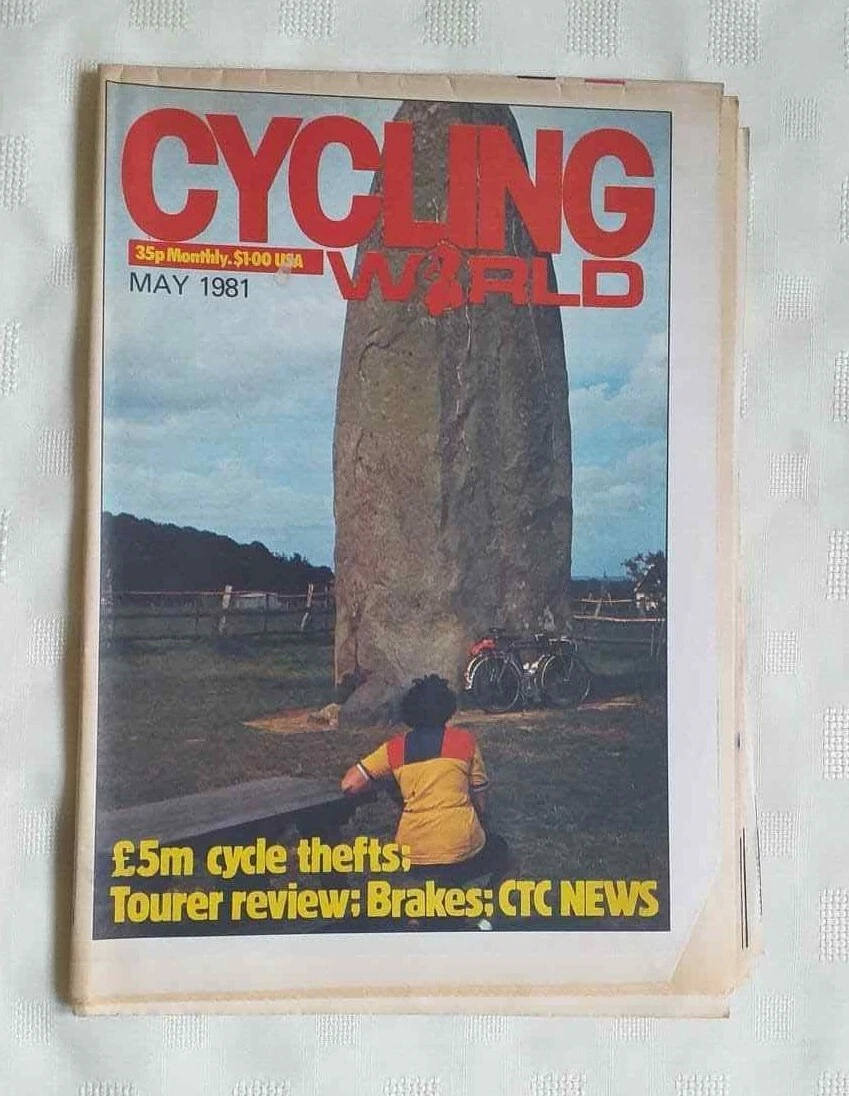 CYCLING
WORLD
35p Monthly. $1·00 USA
MAY 1981
£5m cycle thefts;
Tourer review; Brakes; CTC NEWS